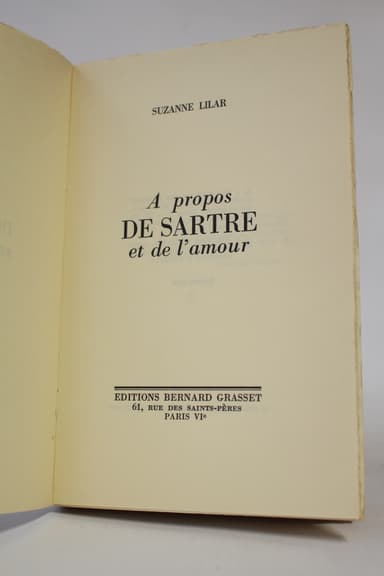 SUZANNE LILAR
A propos
DE SARTRE
et de l'amour
EDITIONS BERNARD GRASSET
61, RUE DES SAINTS-PÈRES
PARIS VIe